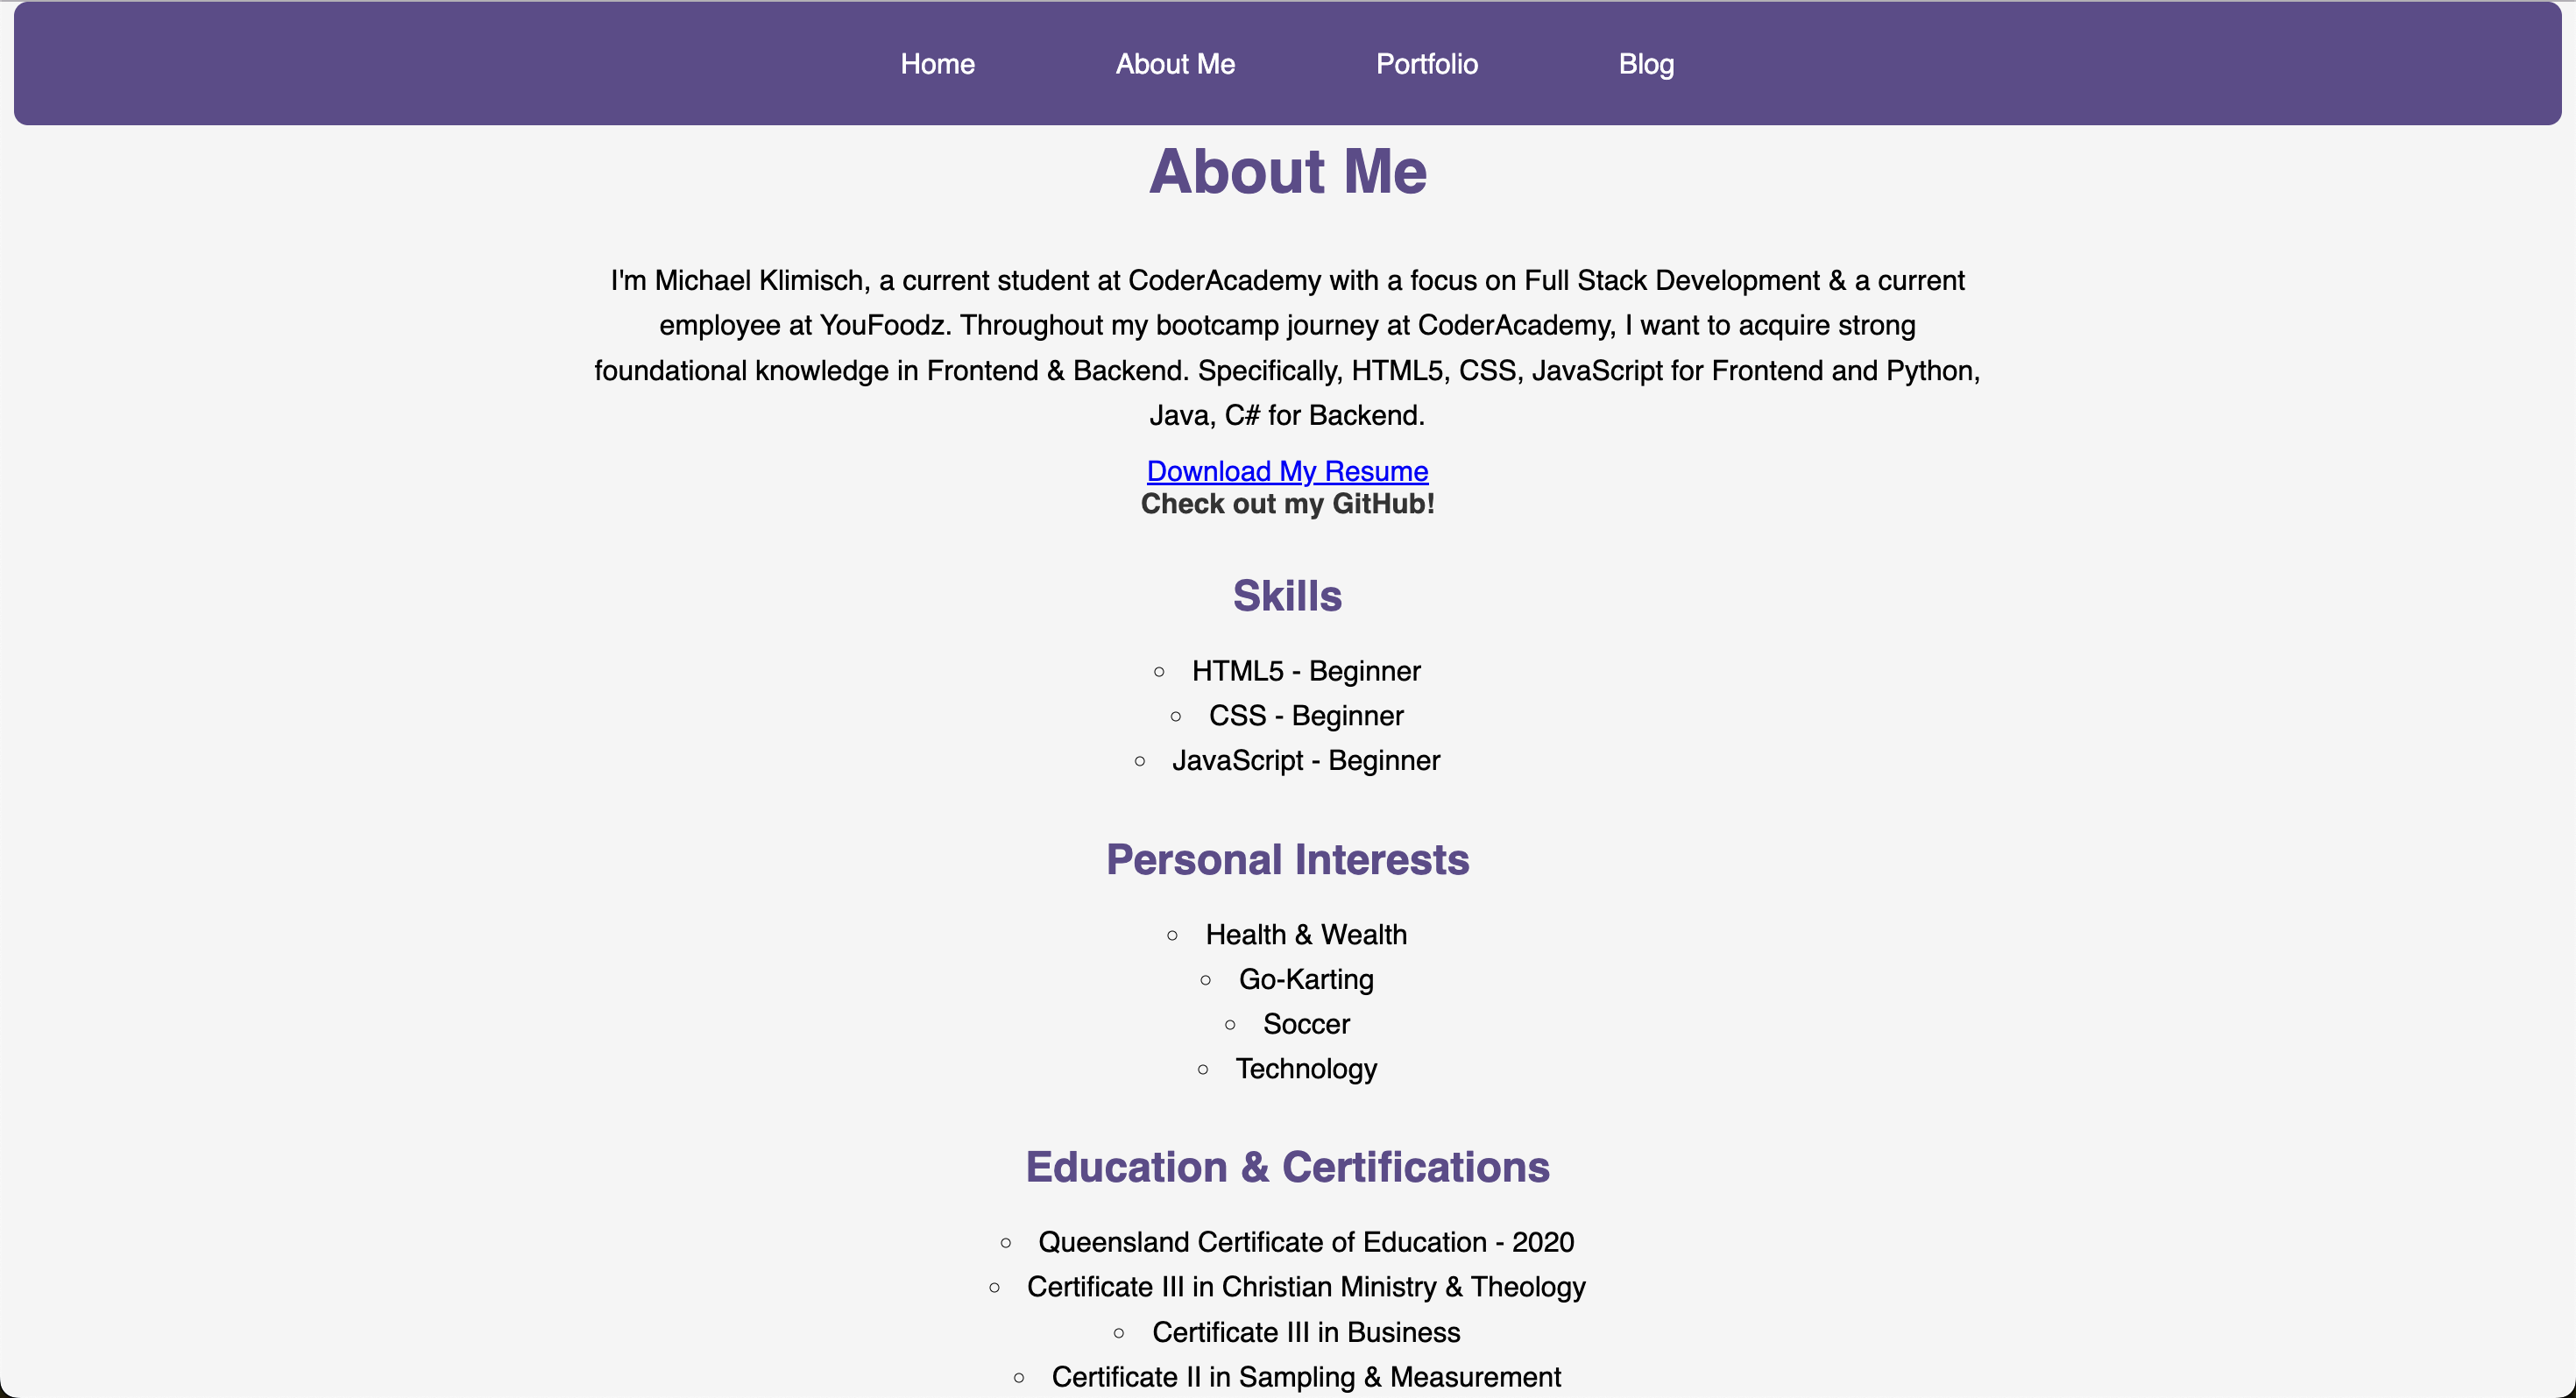 Home About Me Portfolio Blog
About Me
I'm Michael Klimisch, a current student at CoderAcademy with a focus on Full Stack Development & a current
employee at YouFoodz. Throughout my bootcamp journey at CoderAcademy, I want to acquire strong
foundational knowledge in Frontend & Backend. Specifically, HTML5, CSS, JavaScript for Frontend and Python,
Java, C# for Backend.
Download My Resume
Check out my GitHub!
Skills
HTML5 - Beginner
CSS - Beginner
JavaScript - Beginner
Personal Interests
Health & Wealth
Go-Karting
Soccer
Technology
Education & Certifications
Queensland Certificate of Education - 2020
Certificate III in Christian Ministry & Theology
Certificate III in Business
Certificate II in Sampling & Measurement